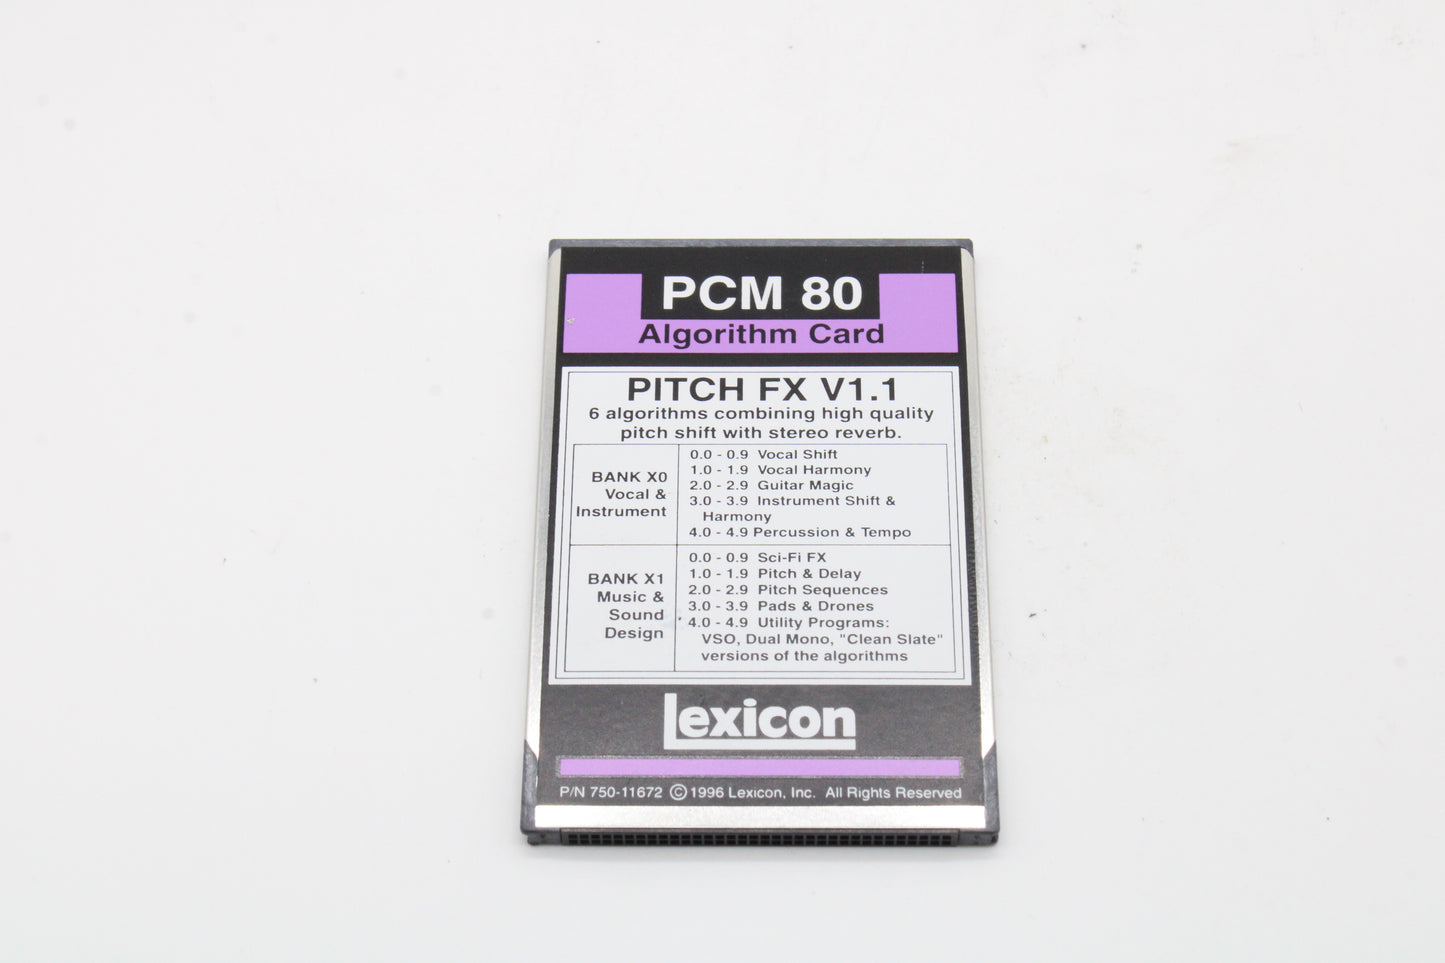 PCM 80
Algorithm Card
PITCH FX V1.1
6 algorithms combining high quality
pitch shift with stereo reverb.
BANK X0
Vocal &
Instrument
0.0 - 0.9 Vocal Shift
1.0 - 1.9 Vocal Harmony
2.0 - 2.9 Guitar Magic
3.0 - 3.9 Instrument Shift &
Harmony
4.0 - 4.9 Percussion & Tempo
BANK X1
Music &
Sound
Design
0.0 - 0.9 Sci-Fi FX
1.0 - 1.9 Pitch & Delay
2.0 - 2.9 Pitch Sequences
3.0 - 3.9 Pads & Drones
4.0 - 4.9 Utility Programs:
VSO, Dual Mono, "Clean Slate"
versions of the algorithms
Lexicon
P/N 750-11672 ©1996 Lexicon, Inc. All Rights Reserved